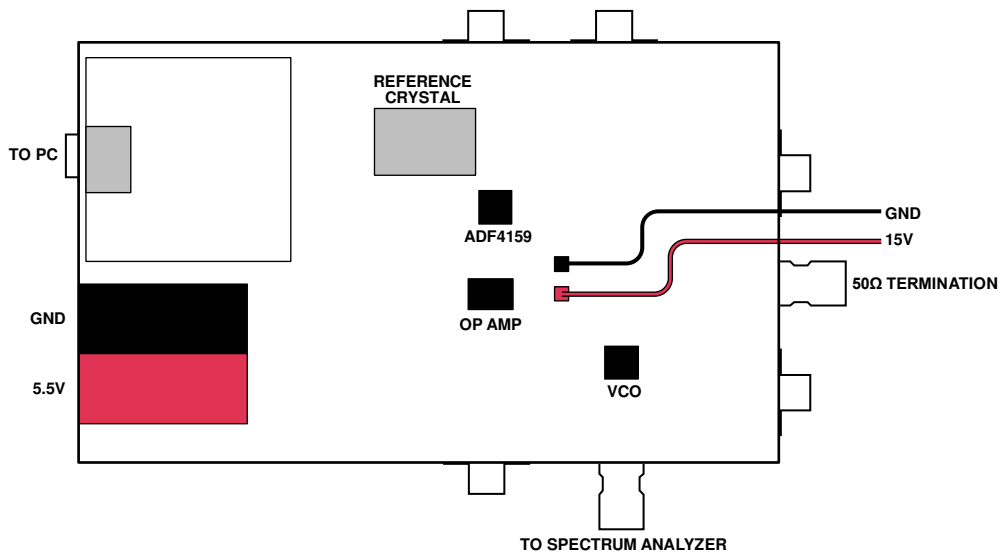 REFERENCE
CRYSTAL
TO PC
ADF4159
GND
15V
50Ω TERMINATION
GND
OP AMP
5.5V
VCO
TO SPECTRUM ANALYZER